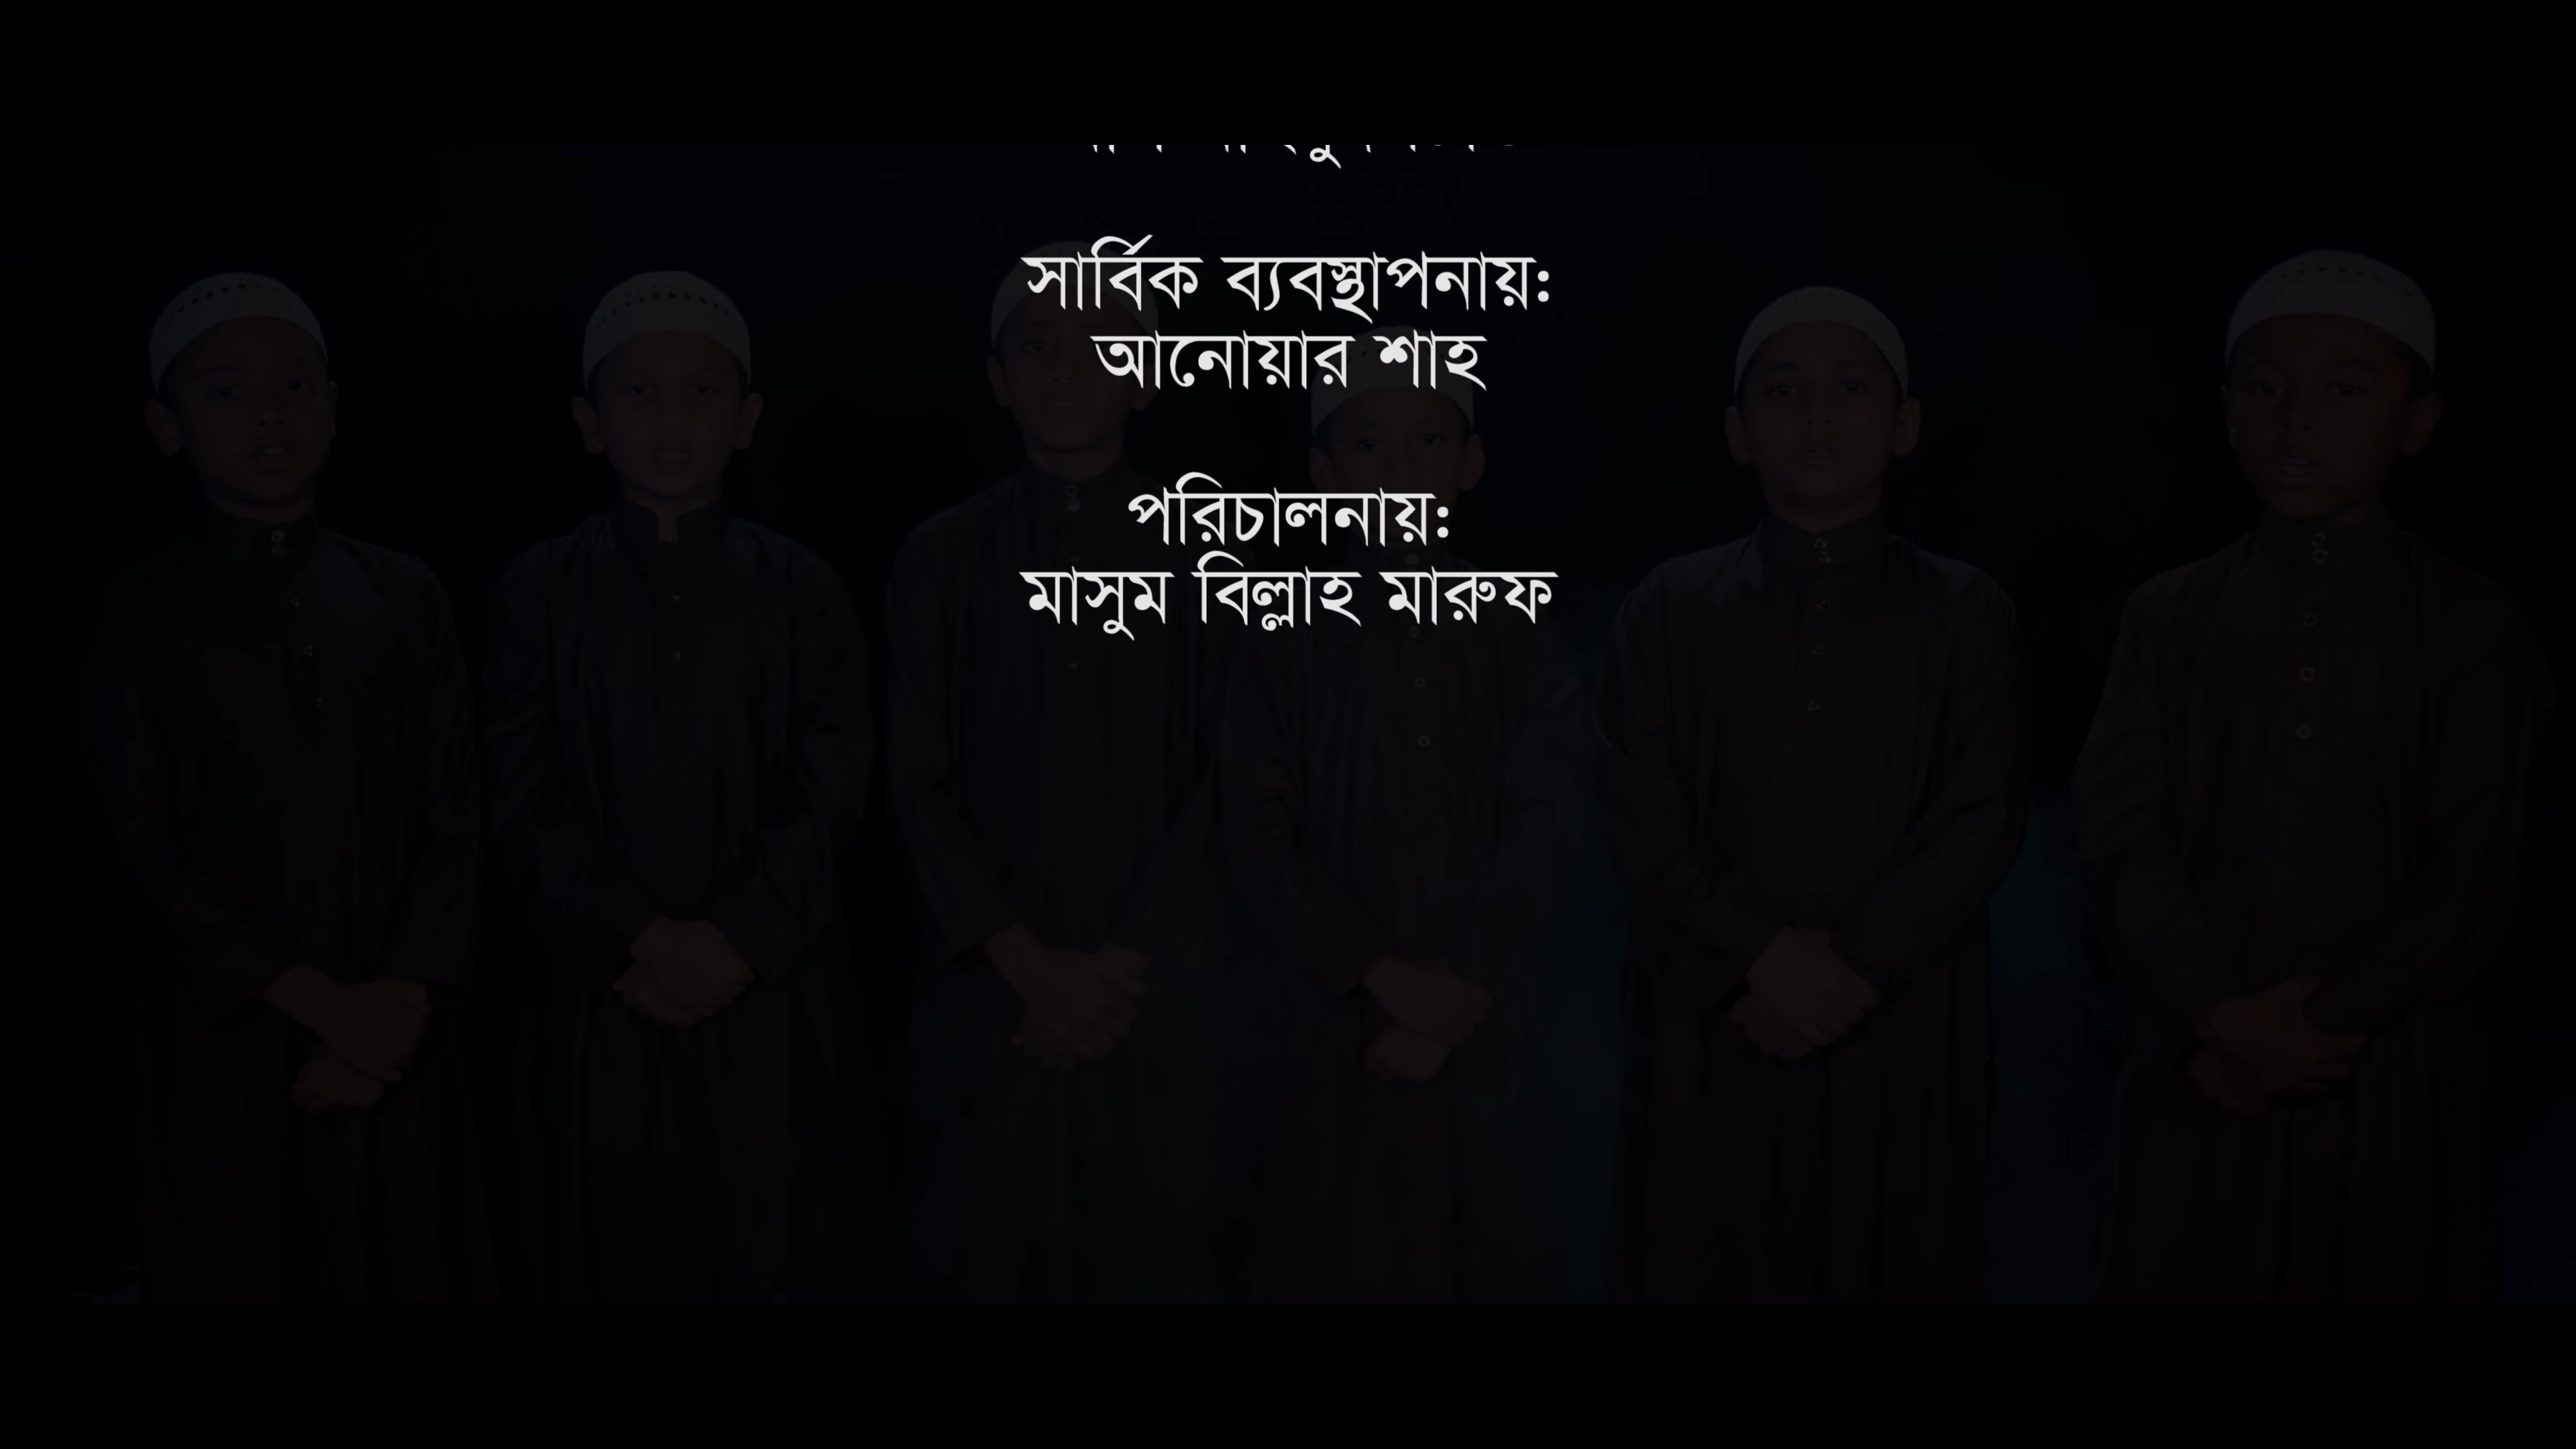 সার্বিক ব্যবস্থাপনায়ঃ
আনোয়ার শাহ
পরিচালনায়ঃ
মাসুম বিল্লাহ মারুফ